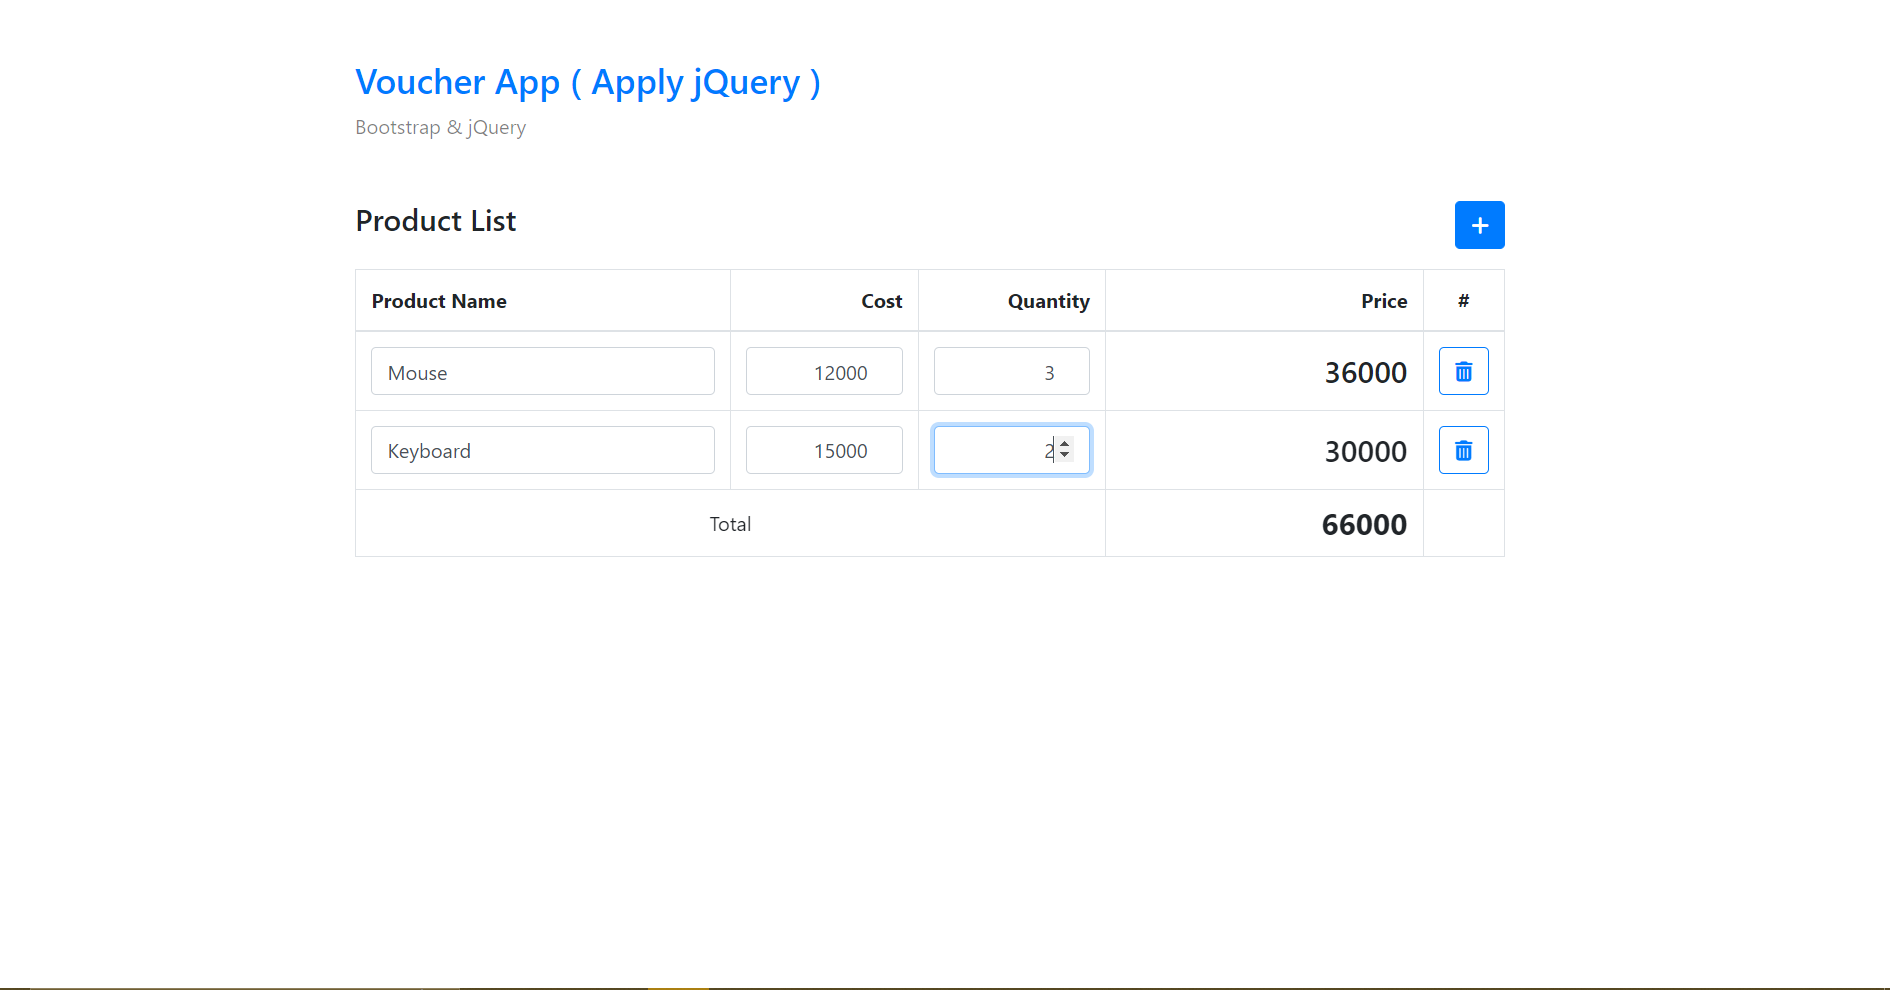 Voucher App ( Apply jQuery )
Bootstrap & jQuery
Product List
+
Product Name Cost Quantity Price #
Mouse 12000 3 36000
Keyboard 15000 2 30000
Total 66000